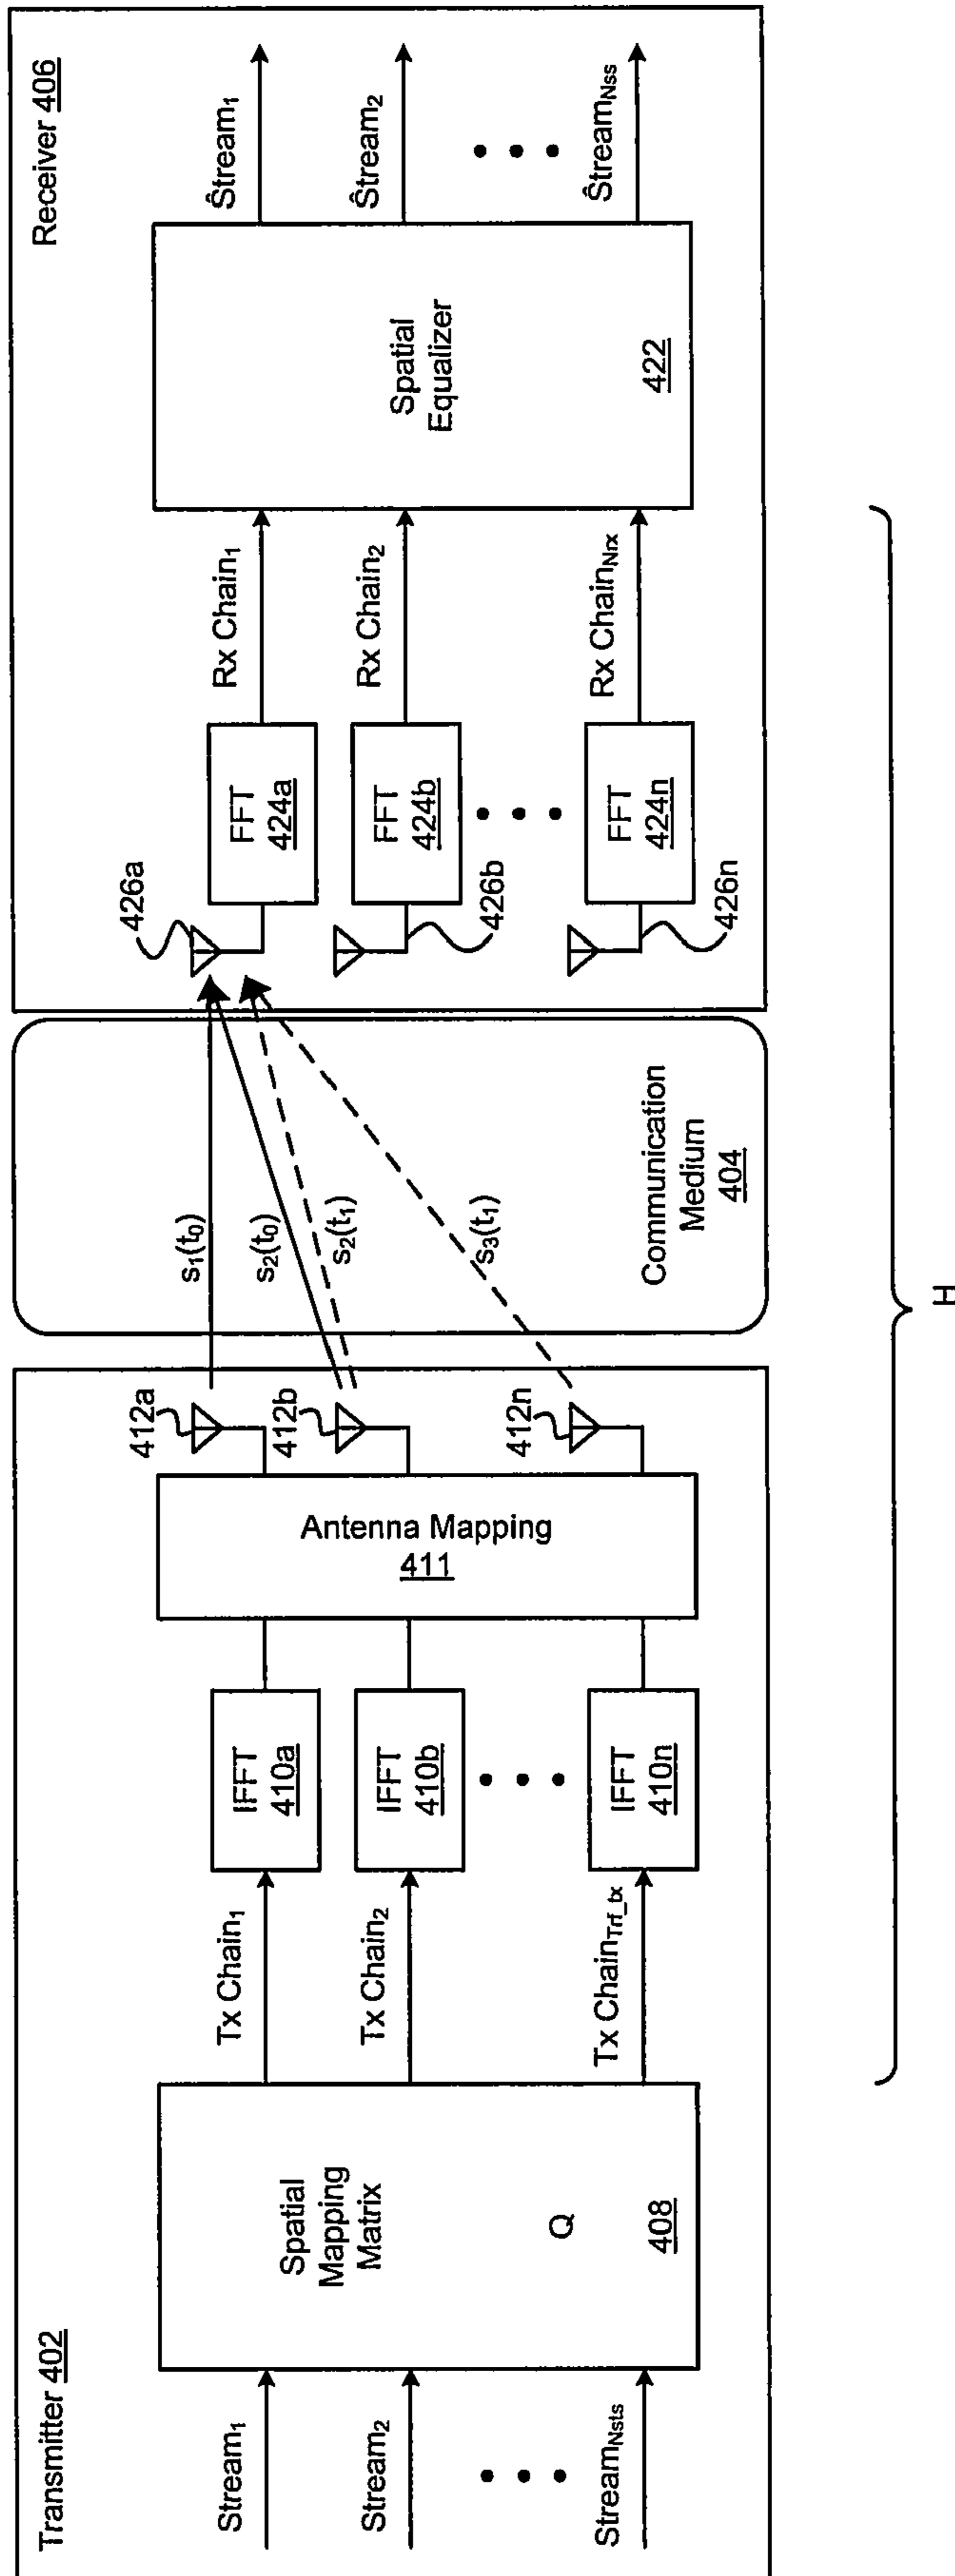 Transmitter 402
Stream1
Stream2
StreamNsts
Spatial
Mapping
Matrix
Q
408
Tx Chain1
Tx Chain2
Tx ChainTrf_tx
IFFT
410a
IFFT
410b
IFFT
410n
Antenna Mapping
411
412a
412b
412n
s1(t0)
s2(t0)
s2(t1)
s3(t1)
Communication
Medium
404
Receiver 406
426a
426b
426n
FFT
424a
FFT
424b
FFT
424n
Rx Chain1
Rx Chain2
Rx ChainNrx
Spatial
Equalizer
422
Ŝtream1
Ŝtream2
ŜtreamNss
H